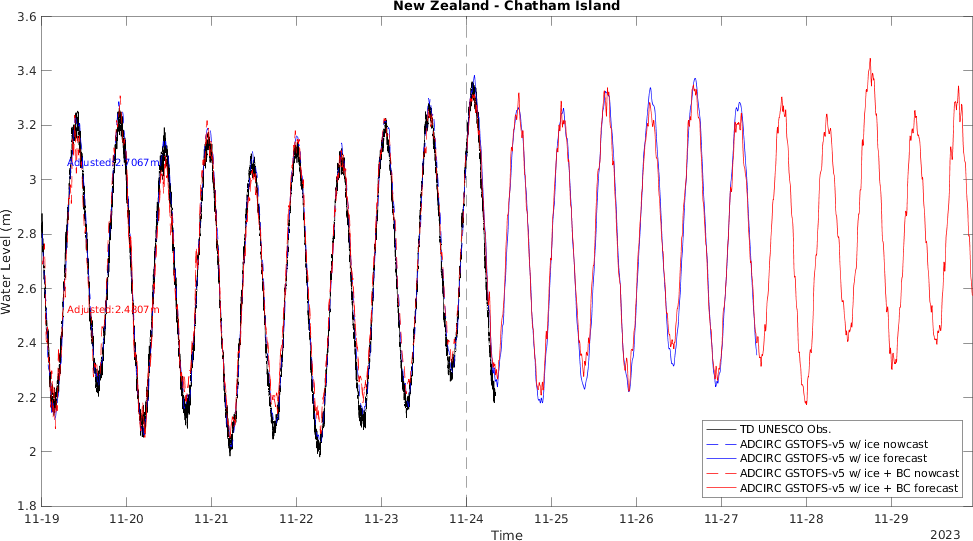 New Zealand - Chatham Island
3.6
3.4
3.2
3
2.8
2.6
2.4
2.2
2
1.8
Water Level (m)
Adjusted:2.7067m
Adjusted:2.4307m
TD UNESCO Obs.
ADCIRC GSTOFS-v5 w/ ice nowcast
ADCIRC GSTOFS-v5 w/ ice forecast
ADCIRC GSTOFS-v5 w/ ice + BC nowcast
ADCIRC GSTOFS-v5 w/ ice + BC forecast
11-19 11-20 11-21 11-22 11-23 11-24 11-25 11-26 11-27 11-28 11-29
Time
2023